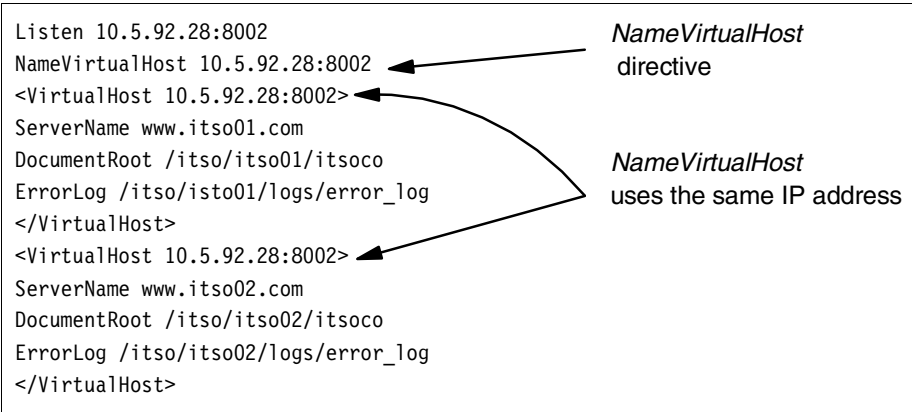 Listen 10.5.92.28:8002
NameVirtualHost 10.5.92.28:8002
<VirtualHost 10.5.92.28:8002>
ServerName www.itso01.com
DocumentRoot /itso/itso01/itsoco
ErrorLog /itso/isto01/logs/error_log
</VirtualHost>
<VirtualHost 10.5.92.28:8002>
ServerName www.itso02.com
DocumentRoot /itso/itso02/itsoco
ErrorLog /itso/itso02/logs/error_log
</VirtualHost>
NameVirtualHost
directive
NameVirtualHost
uses the same IP address